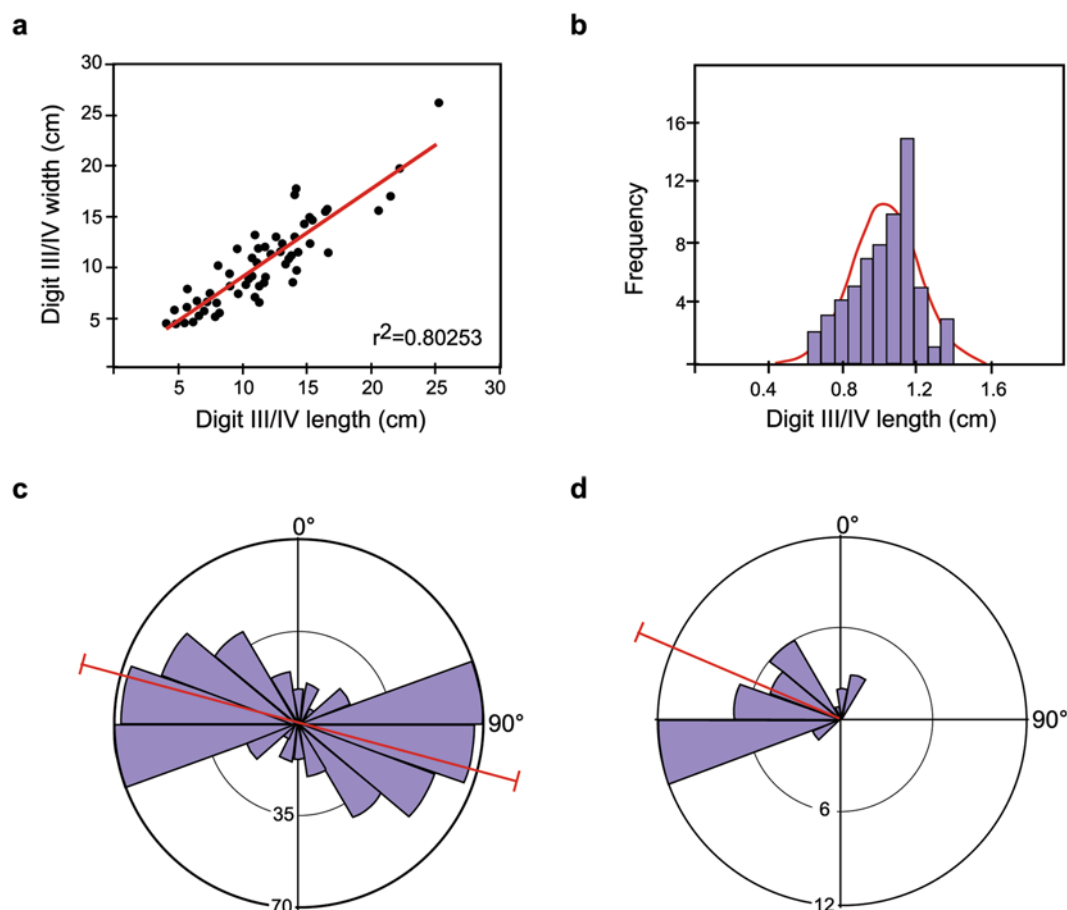 a
30
25
20
15
10
5
Digit III/IV width (cm)
r2=0.80253
5 10 15 20 25 30
Digit III/IV length (cm)
b
16
12
8
4
Frequency
0.4 0.8 1.2 1.6
Digit III/IV length (cm)
c
0°
90°
35
70
d
0°
90°
6
12